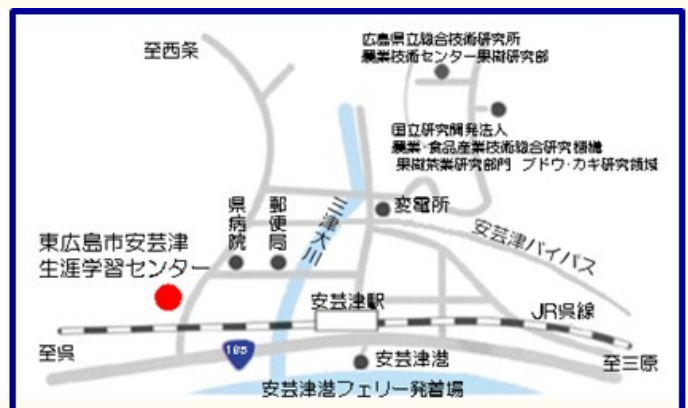 至西条
広島県立総合技術研究所
農業技術センター果樹研究部
国立研究開発法人
農業・食品産業技術総合研究機構
果樹茶業研究部門 ブドウ・カキ研究領域
県病院
郵便局
三津大川
変電所
安芸津バイパス
東広島市安芸津
生涯学習センター
安芸津駅
JR呉線
至呉
185
安芸津港
至三原
安芸津港フェリー発着場